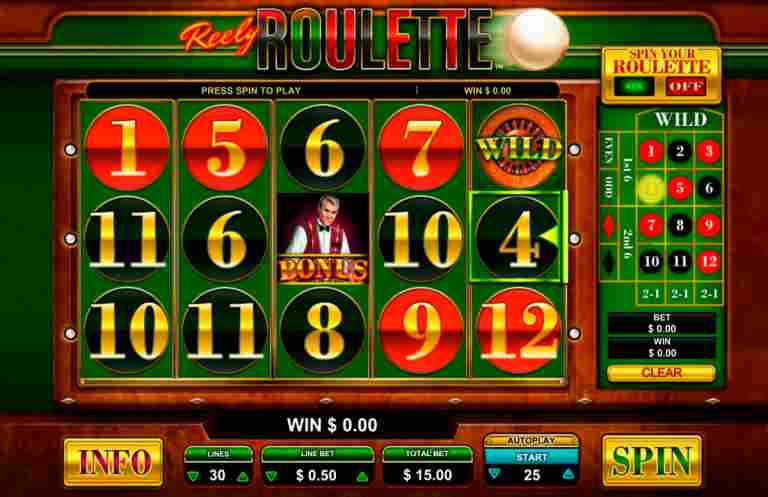 Reely ROULETTE™
SPIN YOUR
ROULETTE
OFF
PRESS SPIN TO PLAY | WIN $ 0.00
WILD
1 5 6 7 WILD
11 6 BONUS 10 4
10 11 8 9 12
EVEN ODD
1st 6
2nd 6
1 2 3
5 6
7 8 9
10 11 12
2-1 2-1 2-1
BET
$ 0.00
WIN
$ 0.00
CLEAR
WIN $ 0.00
INFO
LINES
30
LINE BET
$ 0.50
TOTAL BET
$ 15.00
AUTOPLAY
START
25
SPIN